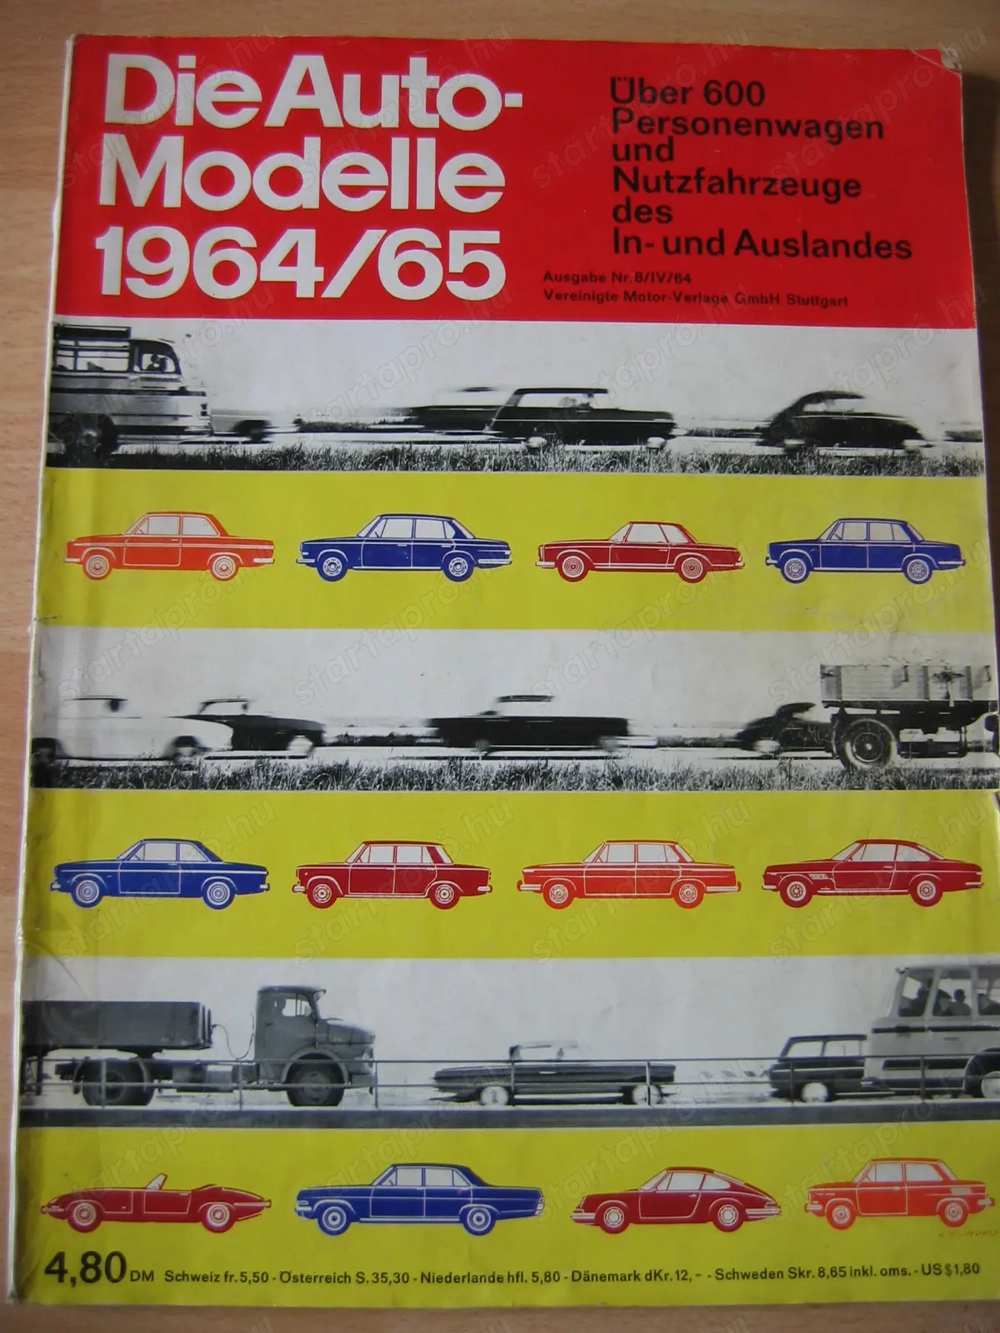 Die Auto-
Modelle
1964/65
Über 600
Personenwagen
und
Nutzfahrzeuge
des
In- und Auslandes
Ausgabe Nr. 8/IV/64
Vereinigte Motor-Verlage GmbH Stuttgart
4,80 DM Schweiz fr. 5,50 - Österreich S. 35,30 - Niederlande hfl. 5,80 - Dänemark dKr. 12,- - Schweden Skr. 8,65 inkl. oms. - US $ 1,80
startapró.hu